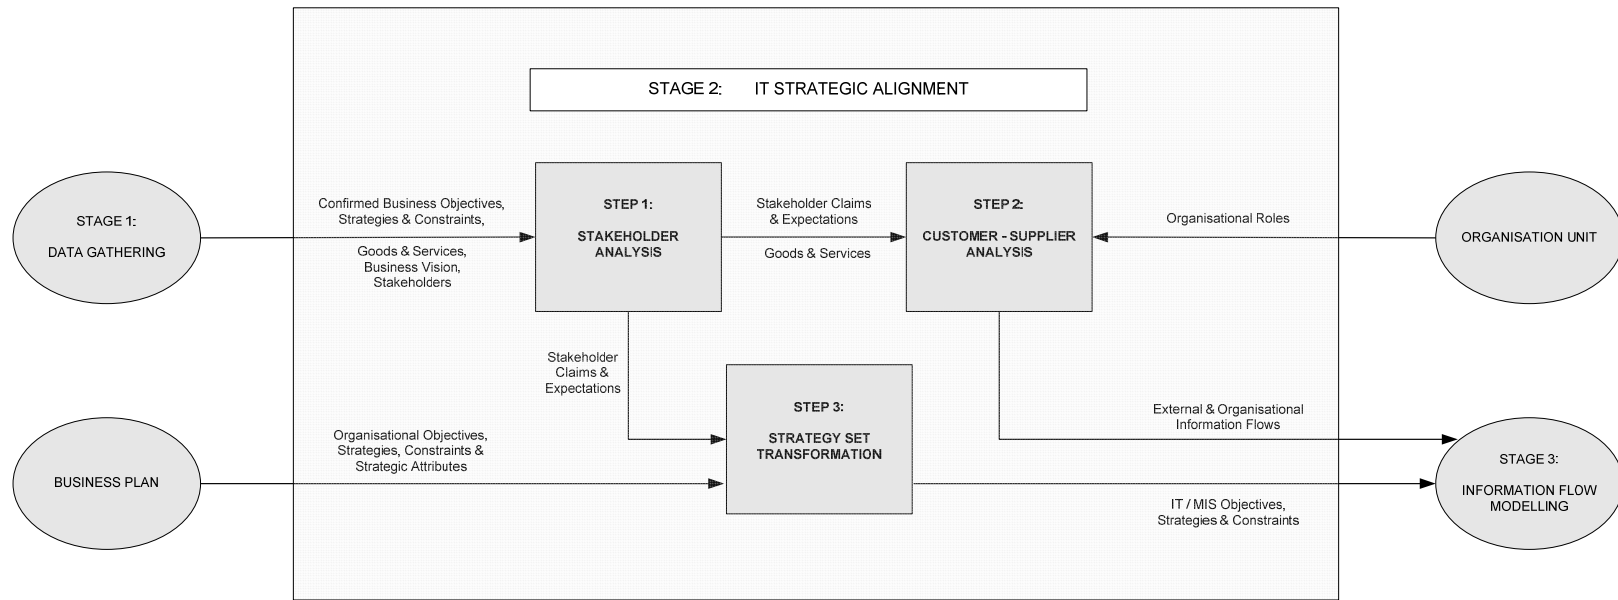 STAGE 2: IT STRATEGIC ALIGNMENT
STAGE 1:
DATA GATHERING
Confirmed Business Objectives,
Strategies & Constraints,
Goods & Services,
Business Vision,
Stakeholders
STEP 1:
STAKEHOLDER
ANALYSIS
Stakeholder Claims
& Expectations
Goods & Services
STEP 2:
CUSTOMER - SUPPLIER
ANALYSIS
Organisational Roles
ORGANISATION UNIT
Stakeholder
Claims &
Expectations
STEP 3:
STRATEGY SET
TRANSFORMATION
External & Organisational
Information Flows
BUSINESS PLAN
Organisational Objectives,
Strategies, Constraints &
Strategic Attributes
IT / MIS Objectives,
Strategies & Constraints
STAGE 3:
INFORMATION FLOW
MODELLING